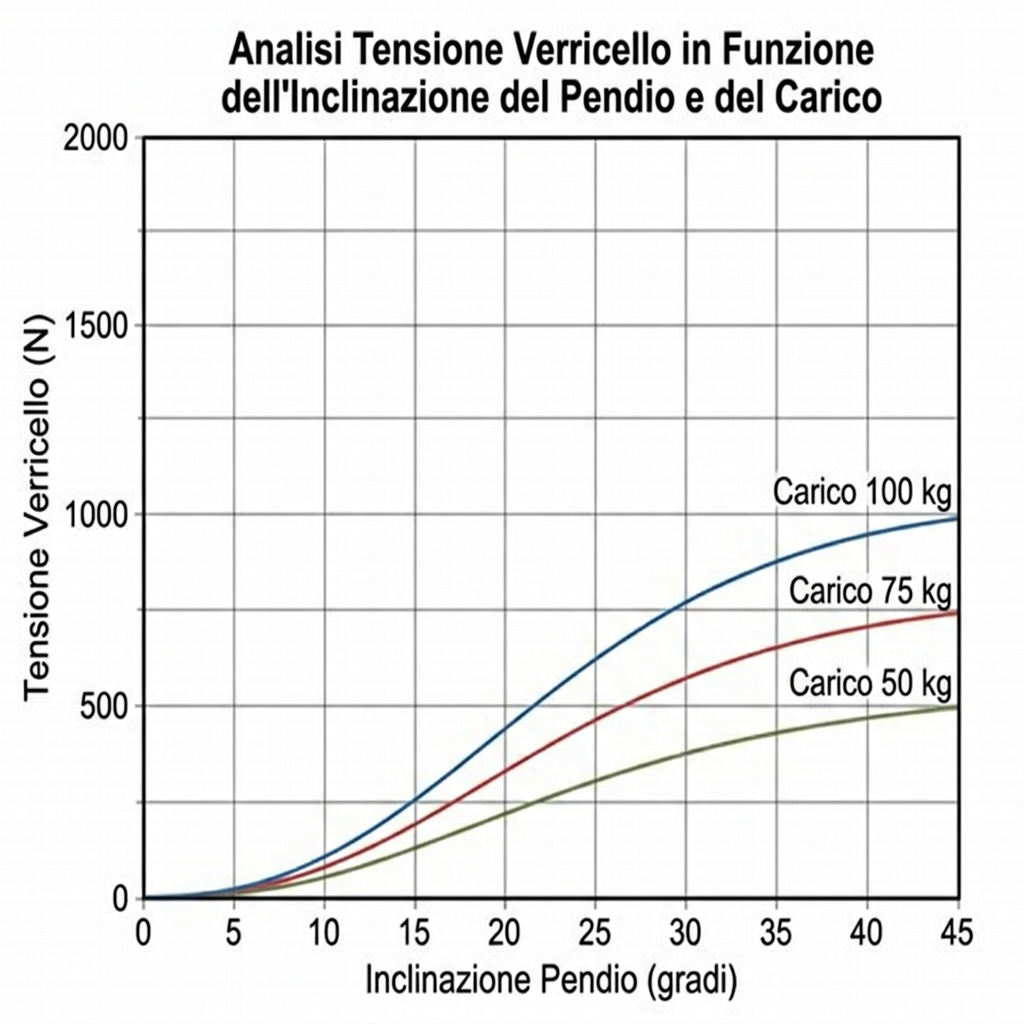 Analisi Tensione Verricello in Funzione
dell'Inclinazione del Pendio e del Carico
2000
1500
1000
500
0
Tensione Verricello (N)
Carico 100 kg
Carico 75 kg
Carico 50 kg
0 5 10 15 20 25 30 35 40 45
Inclinazione Pendio (gradi)